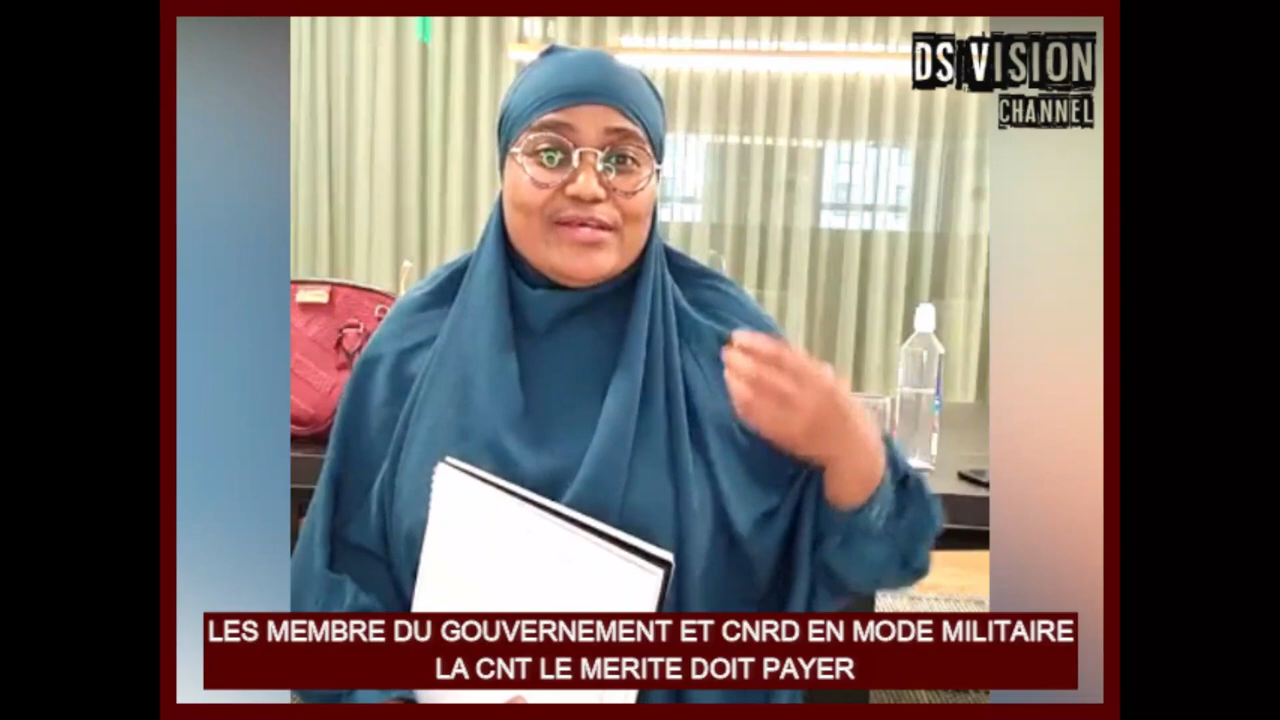 DS VISION
CHANNEL
LES MEMBRE DU GOUVERNEMENT ET CNRD EN MODE MILITAIRE
LA CNT LE MERITE DOIT PAYER